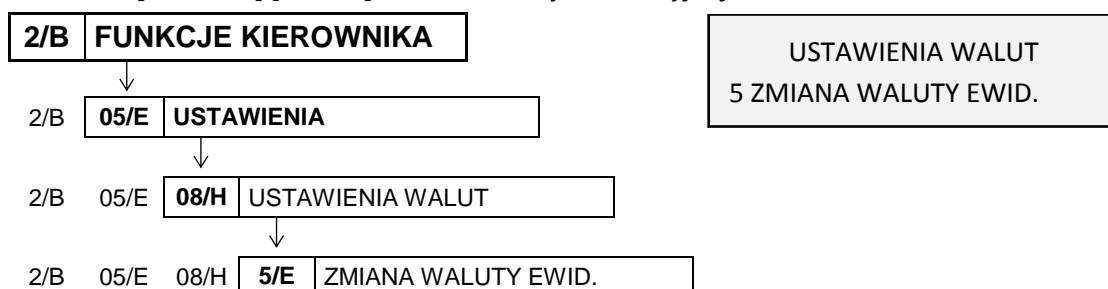 2/B FUNKCJE KIEROWNIKA
USTAWIENIA WALUT
5 ZMIANA WALUTY EWID.
2/B 05/E USTAWIENIA
2/B 05/E 08/H USTAWIENIA WALUT
2/B 05/E 08/H 5/E ZMIANA WALUTY EWID.